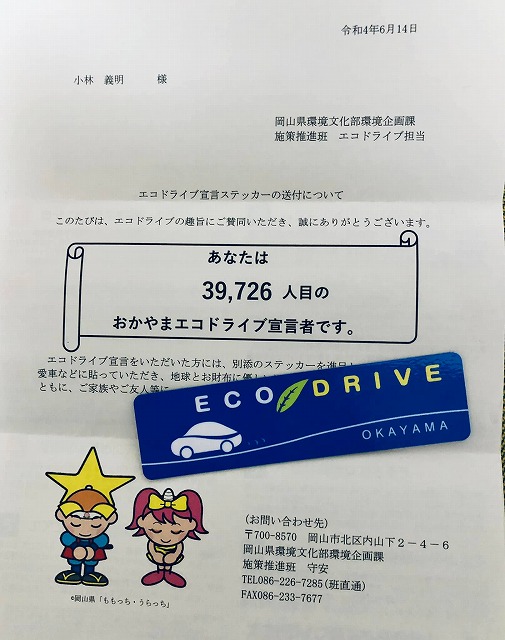 令和4年6月14日
小林 義明 様
岡山県環境文化部環境企画課
施策推進班 エコドライブ担当
エコドライブ宣言ステッカーの送付について
このたびは、エコドライブの趣旨にご賛同いただき、誠にありがとうございます。
あなたは
39,726 人目の
おかやまエコドライブ宣言者です。
エコドライブ宣言をいただいた方には、別添のステッカーを進呈
愛車などに貼っていただき、地球とお財布に優
ともに、ご家族やご友人等に
ECO DRIVE
OKAYAMA
(お問い合わせ先)
〒700-8570 岡山市北区内山下2-4-6
岡山県環境文化部環境企画課
施策推進班 守安
TEL086-226-7285(班直通)
FAX086-233-7677
©岡山県「ももっち・うらっち」